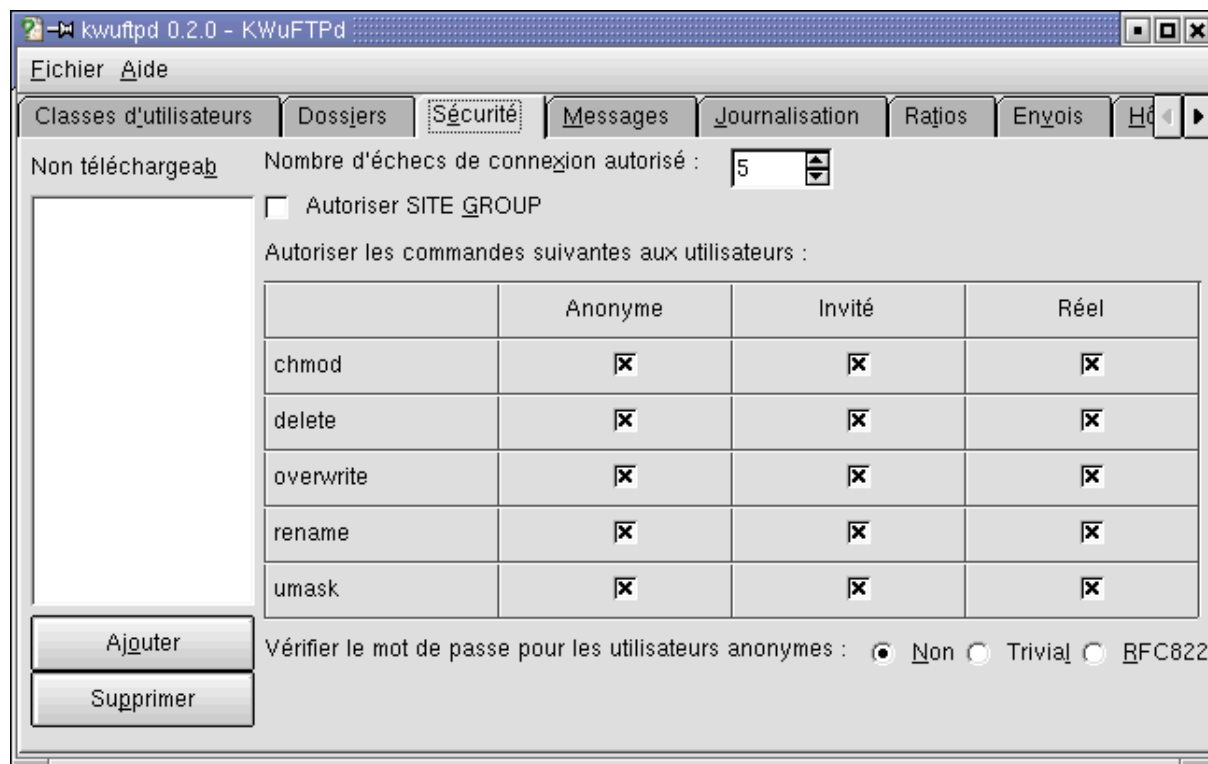 kwuftpd 0.2.0 - KWuFTPd
Fichier Aide
Classes d'utilisateurs Dossiers Sécurité Messages Journalisation Ratios Envois Hô
Non téléchargeab
Nombre d'échecs de connexion autorisé : 5
Autoriser SITE GROUP
Autoriser les commandes suivantes aux utilisateurs :
Anonyme Invité Réel
chmod
delete
overwrite
rename
umask
Ajouter
Supprimer
Vérifier le mot de passe pour les utilisateurs anonymes : Non Trivial RFC822